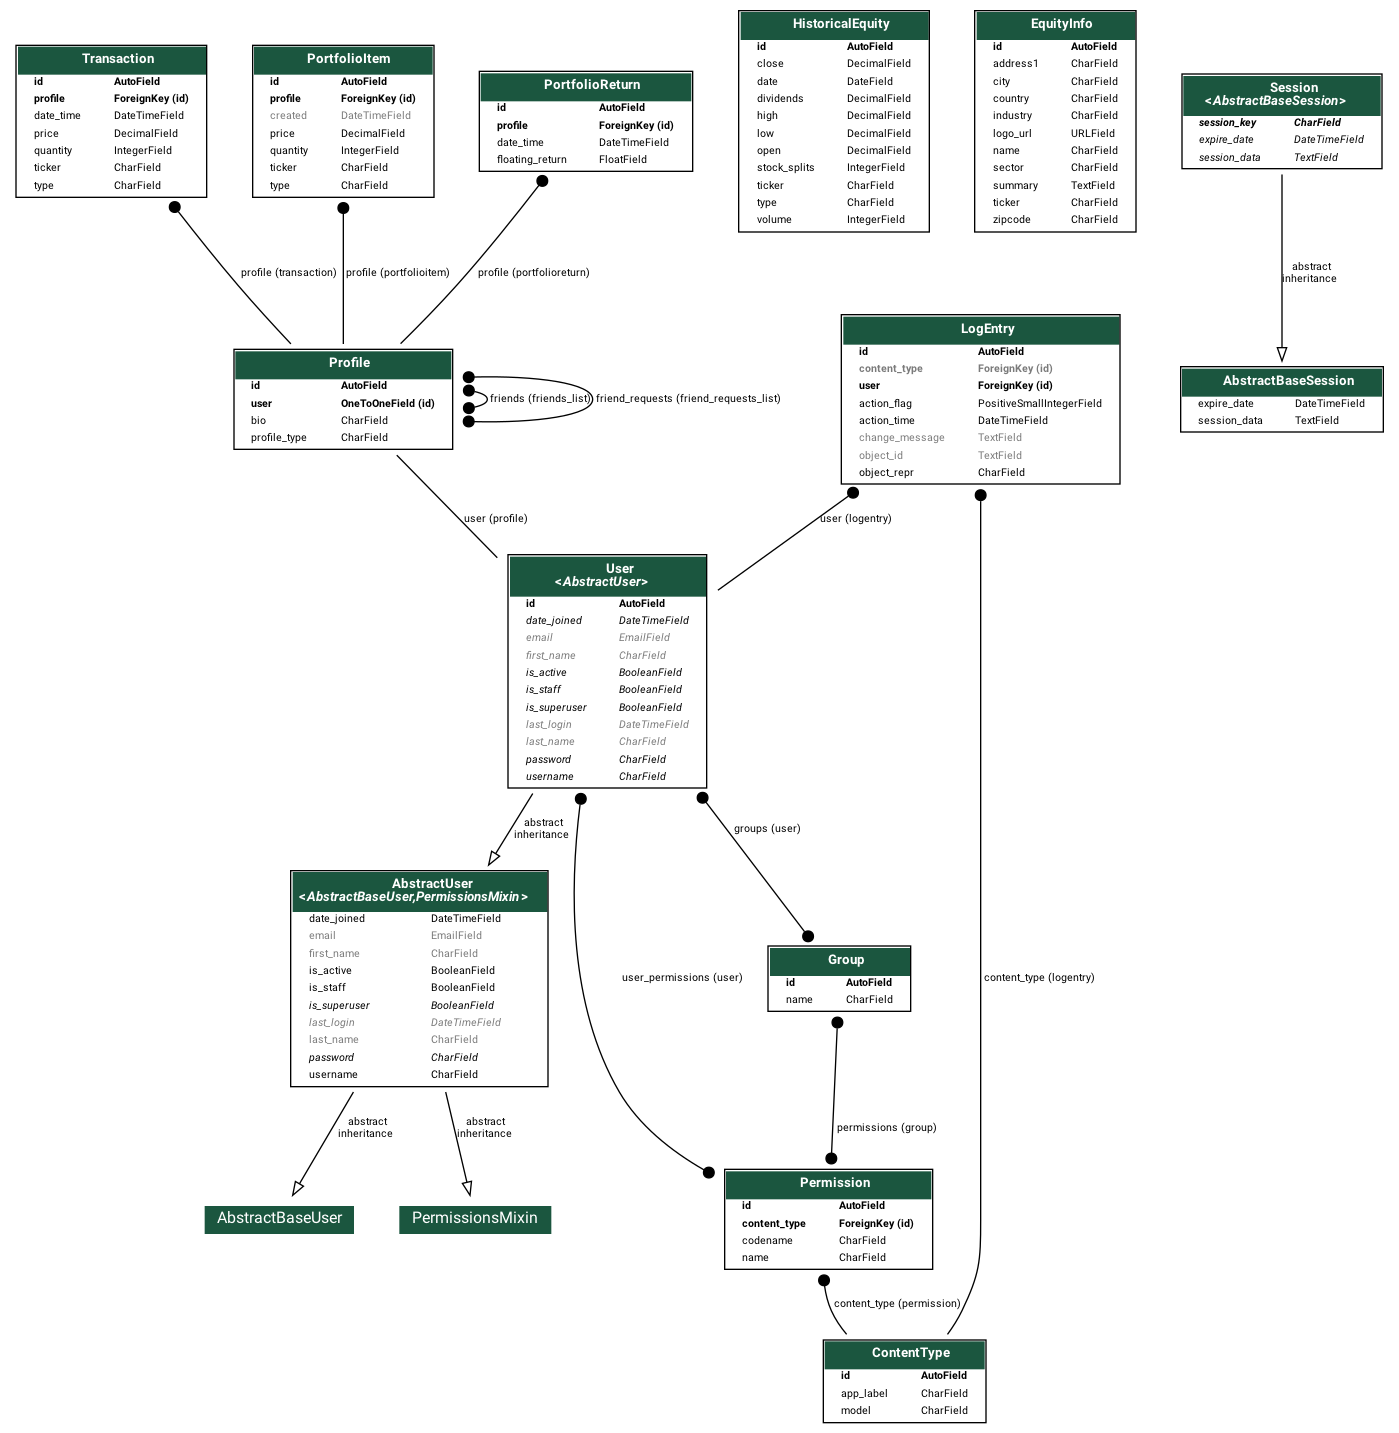 Transaction
id AutoField
profile ForeignKey (id)
date_time DateTimeField
price DecimalField
quantity IntegerField
ticker CharField
type CharField
PortfolioItem
id AutoField
profile ForeignKey (id)
created DateTimeField
price DecimalField
quantity IntegerField
ticker CharField
type CharField
PortfolioReturn
id AutoField
profile ForeignKey (id)
date_time DateTimeField
floating_return FloatField
HistoricalEquity
id AutoField
close DecimalField
date DateField
dividends DecimalField
high DecimalField
low DecimalField
open DecimalField
stock_splits IntegerField
ticker CharField
type CharField
volume IntegerField
EquityInfo
id AutoField
address1 CharField
city CharField
country CharField
industry CharField
logo_url URLField
name CharField
sector CharField
summary TextField
ticker CharField
zipcode CharField
Session
<AbstractBaseSession>
session_key CharField
expire_date DateTimeField
session_data TextField
profile (transaction)
profile (portfolioitem)
profile (portfolioreturn)
abstract
inheritance
Profile
id AutoField
user OneToOneField (id)
bio CharField
profile_type CharField
friends (friends_list)
friend_requests (friend_requests_list)
LogEntry
id AutoField
content_type ForeignKey (id)
user ForeignKey (id)
action_flag PositiveSmallIntegerField
action_time DateTimeField
change_message TextField
object_id TextField
object_repr CharField
AbstractBaseSession
expire_date DateTimeField
session_data TextField
user (profile)
user (logentry)
User
<AbstractUser>
id AutoField
date_joined DateTimeField
email EmailField
first_name CharField
is_active BooleanField
is_staff BooleanField
is_superuser BooleanField
last_login DateTimeField
last_name CharField
password CharField
username CharField
abstract
inheritance
groups (user)
AbstractUser
<AbstractBaseUser,PermissionsMixin>
date_joined DateTimeField
email EmailField
first_name CharField
is_active BooleanField
is_staff BooleanField
is_superuser BooleanField
last_login DateTimeField
last_name CharField
password CharField
username CharField
user_permissions (user)
Group
id AutoField
name CharField
content_type (logentry)
abstract
inheritance
abstract
inheritance
permissions (group)
AbstractBaseUser
PermissionsMixin
Permission
id AutoField
content_type ForeignKey (id)
codename CharField
name CharField
content_type (permission)
ContentType
id AutoField
app_label CharField
model CharField